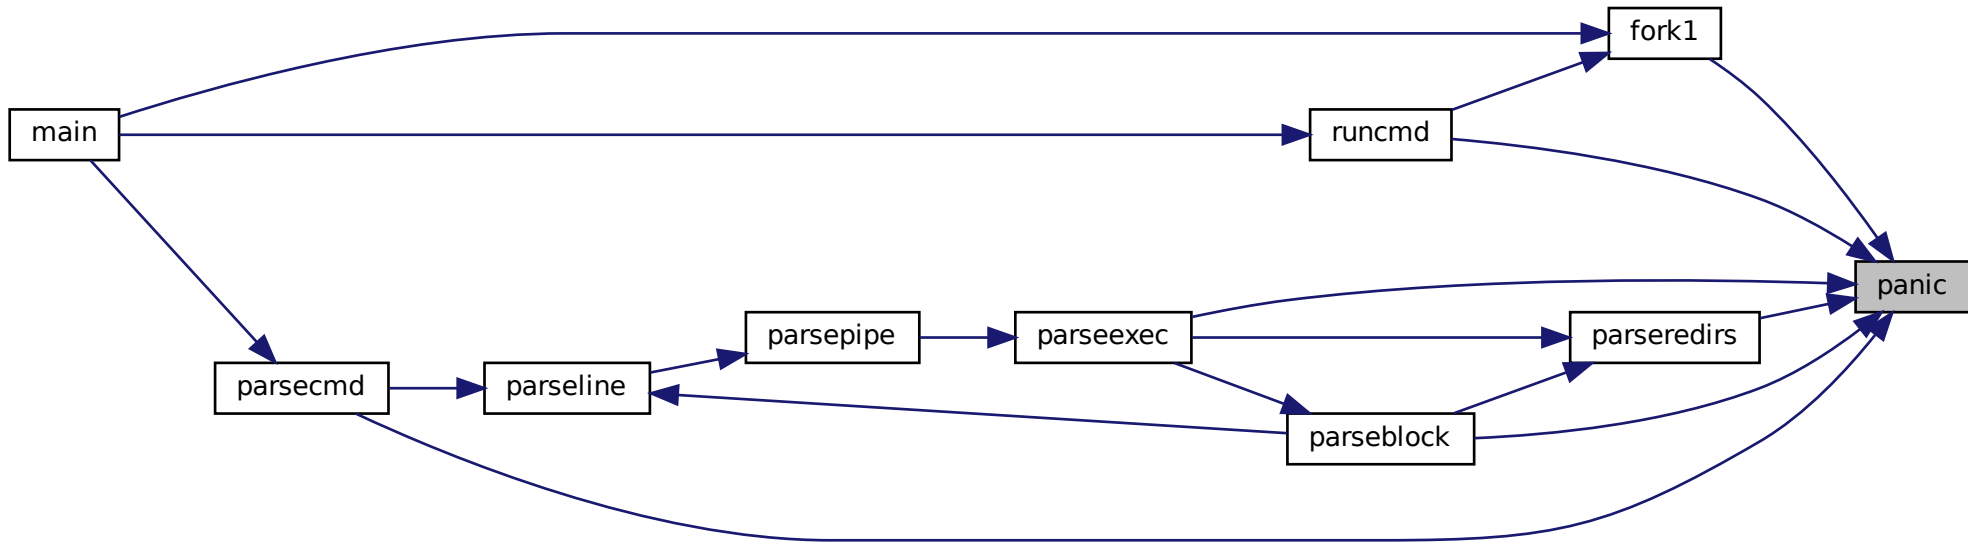 fork1
main
runcmd
panic
parsepipe
parseexec
parseredirs
parsecmd
parseline
parseblock